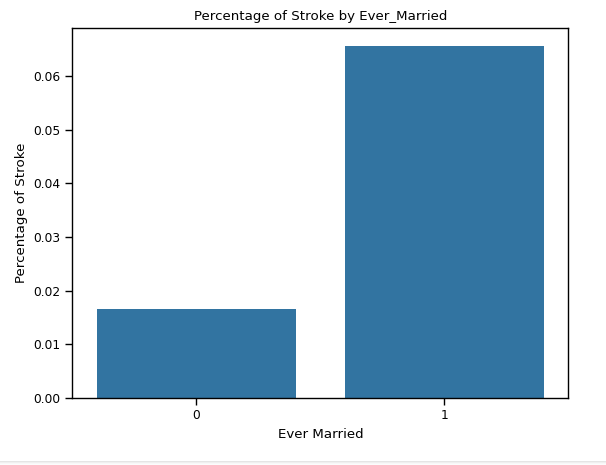 Percentage of Stroke by Ever_Married
Percentage of Stroke
0.06
0.05
0.04
0.03
0.02
0.01
0.00
0 1
Ever Married